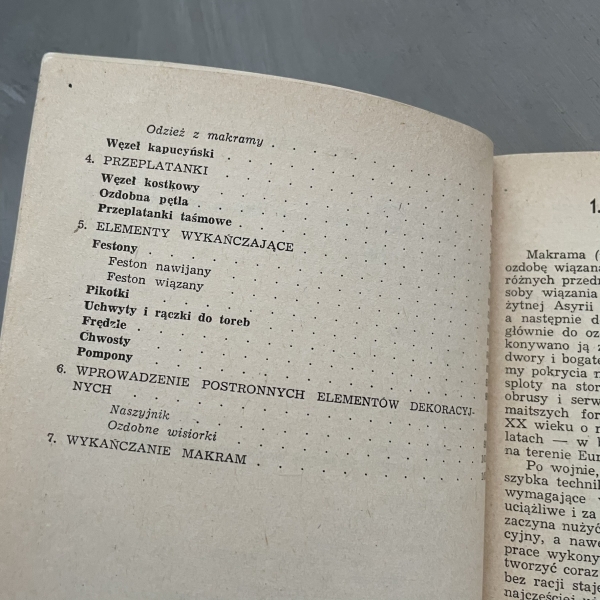 Odzież z makramy
Węzeł kapucyński
4. PRZEPLATANKI
Węzeł kostkowy
Ozdobna pętla
Przeplatanki taśmowe
5. ELEMENTY WYKAŃCZAJĄCE
Festony
Feston nawijany
Feston wiązany
Pikotki
Uchwyty i rączki do toreb
Frędzle
Chwosty
Pompony
6. WPROWADZENIE POSTRONNYCH ELEMENTÓW DEKORACYJ-
NYCH
Naszyjnik
Ozdobne wisiorki
7. WYKAŃCZANIE MAKRAM
1.
Makrama (
ozdobę wiązaną
różnych przedm
soby wiązania
żytnej Asyrii
a następnie d
głównie do oz
konywano ją z
dwory i bogate
my pokrycia m
sploty na stor
obrusy i serw
maitszych for
XX wieku o r
latach — w l
na terenie Eur
Po wojnie,
szybka technik
wymagające
uciążliwe i za
zaczyna nużyć
cyjny, a nawe
prace wykony
tworzyć coraz
bez racji staje
najczęściej